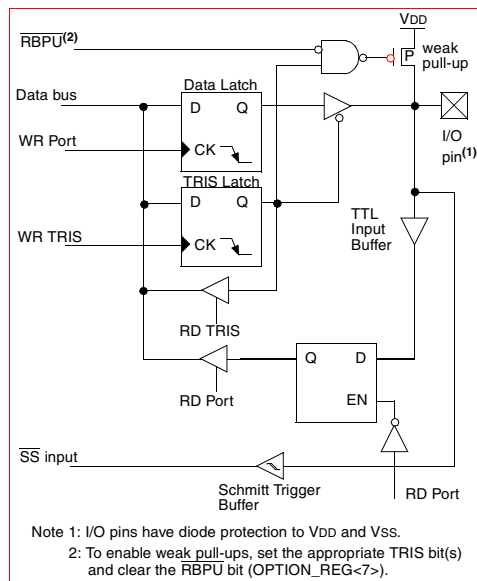 VDD
RBPU(2)
P
weak
pull-up
Data bus
Data Latch
D Q
I/O
pin(1)
WR Port
CK
TRIS Latch
D Q
TTL
Input
Buffer
WR TRIS
CK
RD TRIS
Q D
RD Port
EN
SS input
Schmitt Trigger
Buffer
RD Port
Note 1: I/O pins have diode protection to VDD and VSS.
2: To enable weak pull-ups, set the appropriate TRIS bit(s)
and clear the RBPU bit (OPTION_REG<7>).